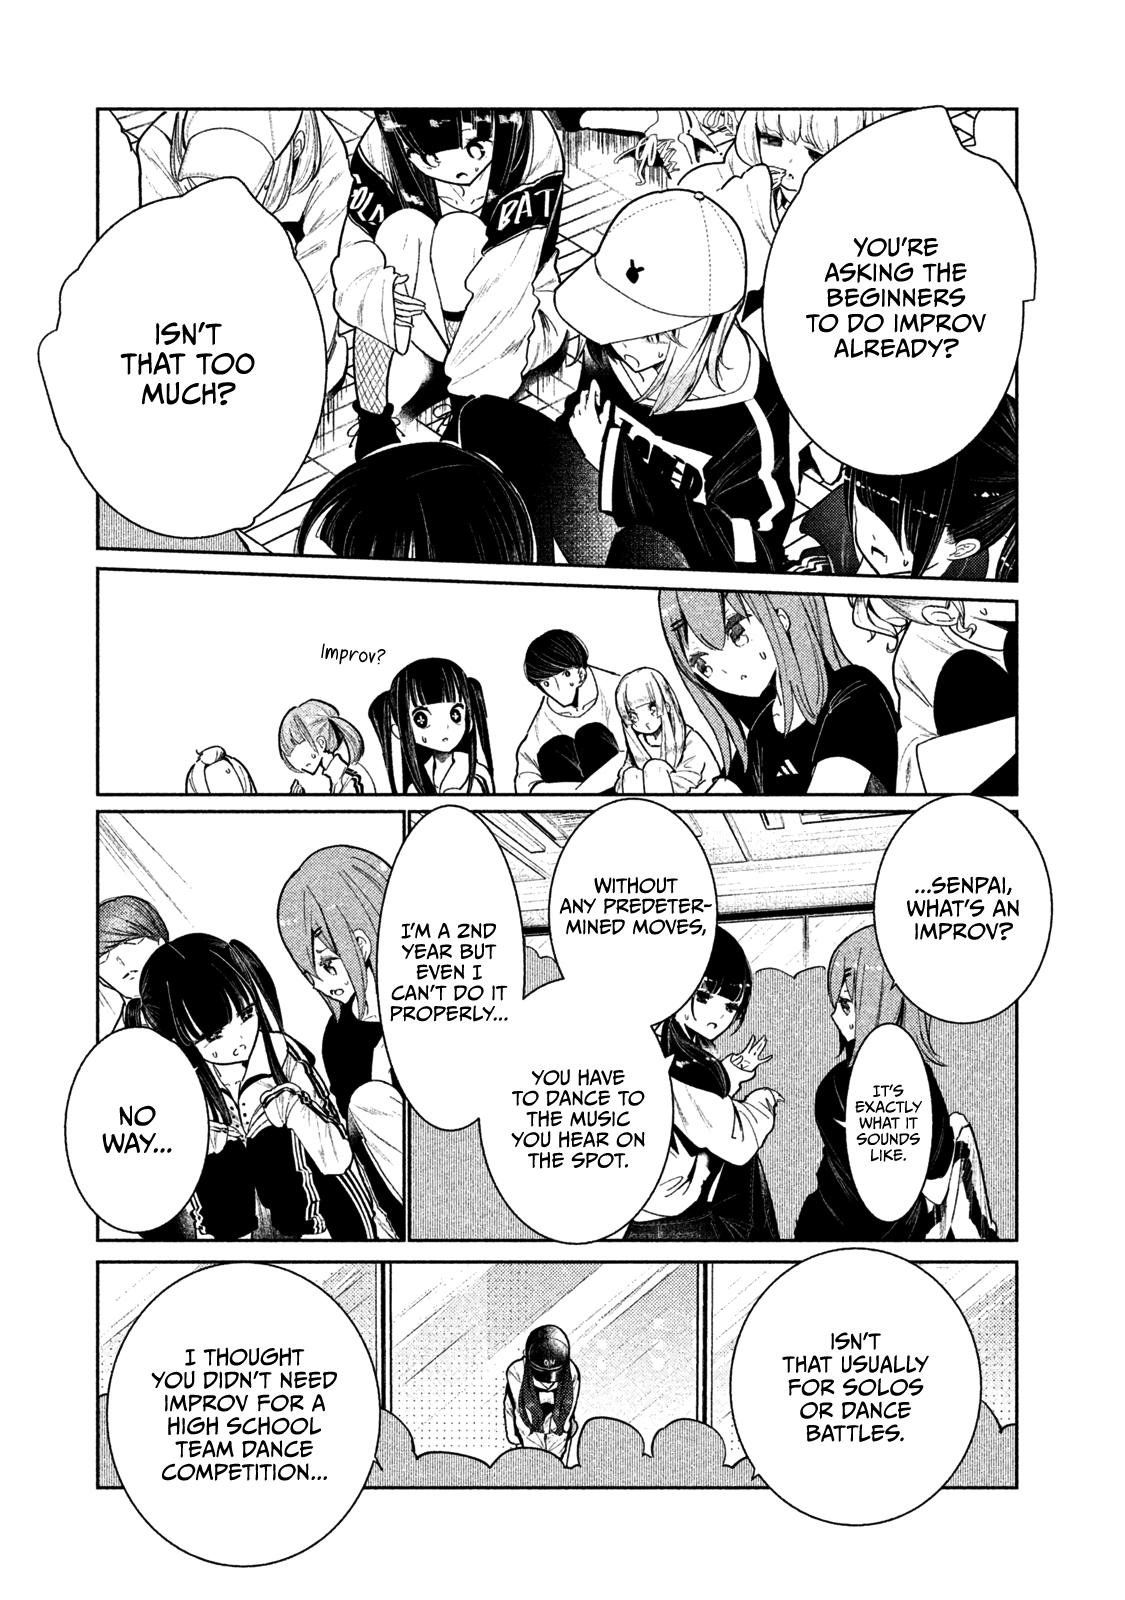 YOU'RE
ASKING THE
BEGINNERS
TO DO IMPROV
ALREADY?
ISN'T
THAT TOO
MUCH?
BAT
Improv?
...SENPAI,
WHAT'S AN
IMPROV?
IT'S
EXACTLY
WHAT IT
SOUNDS
LIKE.
WITHOUT
ANY PREDETER-
MINED MOVES,
YOU HAVE
TO DANCE TO
THE MUSIC
YOU HEAR ON
THE SPOT.
I'M A 2ND
YEAR BUT
EVEN I
CAN'T DO IT
PROPERLY...
NO
WAY...
ISN'T
THAT USUALLY
FOR SOLOS
OR DANCE
BATTLES.
I THOUGHT
YOU DIDN'T NEED
IMPROV FOR A
HIGH SCHOOL
TEAM DANCE
COMPETITION...